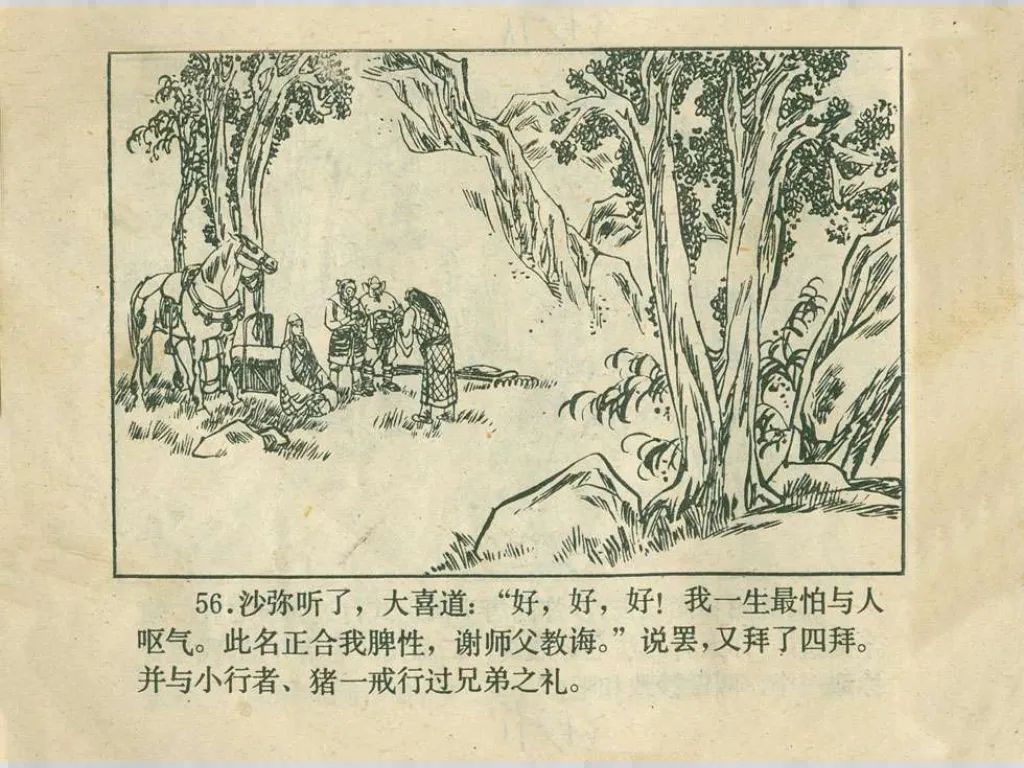 56.沙弥听了，大喜道：“好，好，好！我一生最怕与人
呕气。此名正合我脾性，谢师父教诲。”说罢，又拜了四拜。
并与小行者、猪一戒行过兄弟之礼。